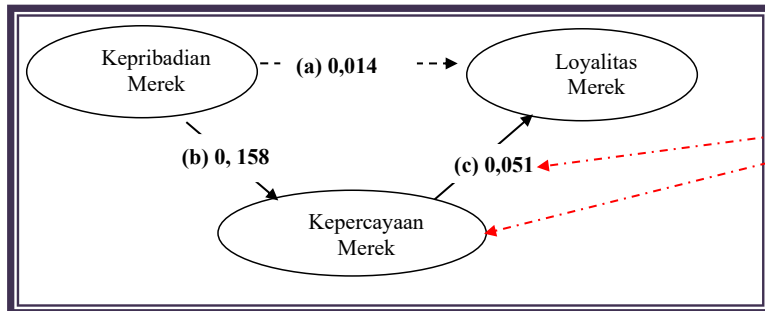 Kepribadian
Merek
(a) 0,014
Loyalitas
Merek
(b) 0, 158
(c) 0,051
Kepercayaan
Merek